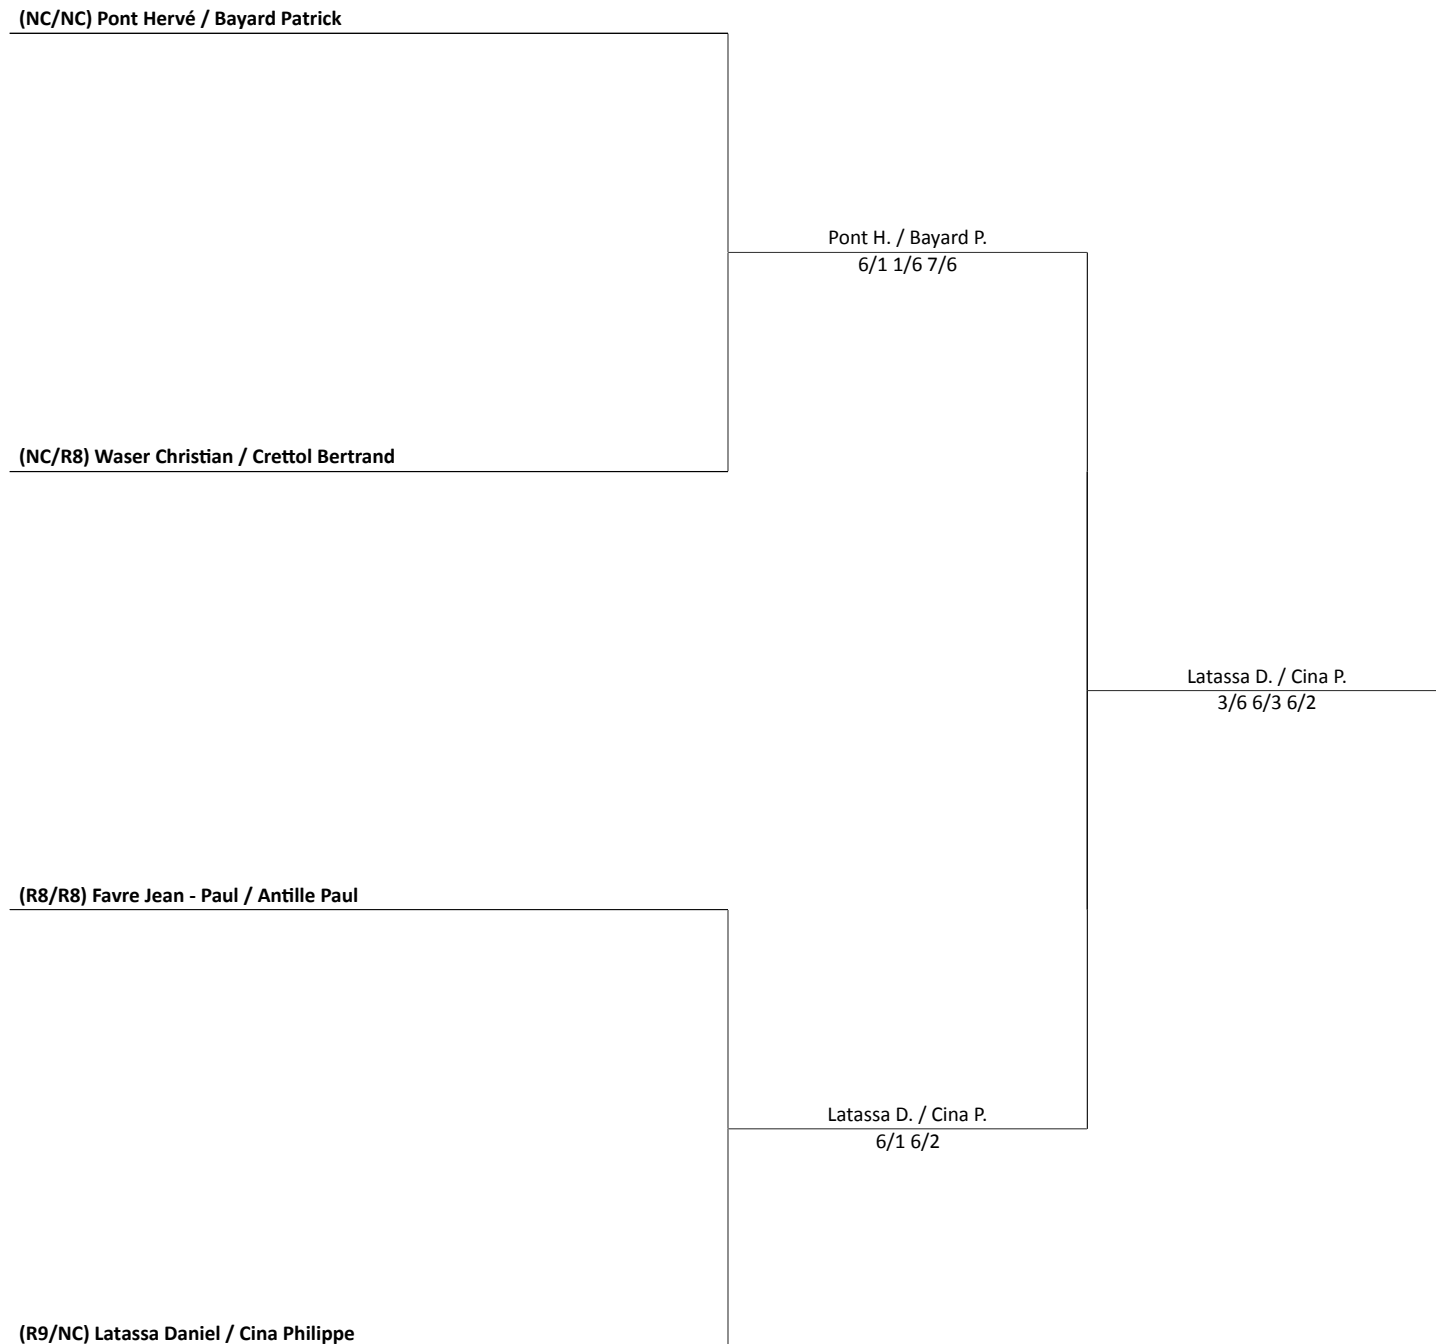 (NC/NC) Pont Hervé / Bayard Patrick
Pont H. / Bayard P.
6/1 1/6 7/6
(NC/R8) Waser Christian / Crettol Bertrand
Latassa D. / Cina P.
3/6 6/3 6/2
(R8/R8) Favre Jean - Paul / Antille Paul
Latassa D. / Cina P.
6/1 6/2
(R9/NC) Latassa Daniel / Cina Philippe